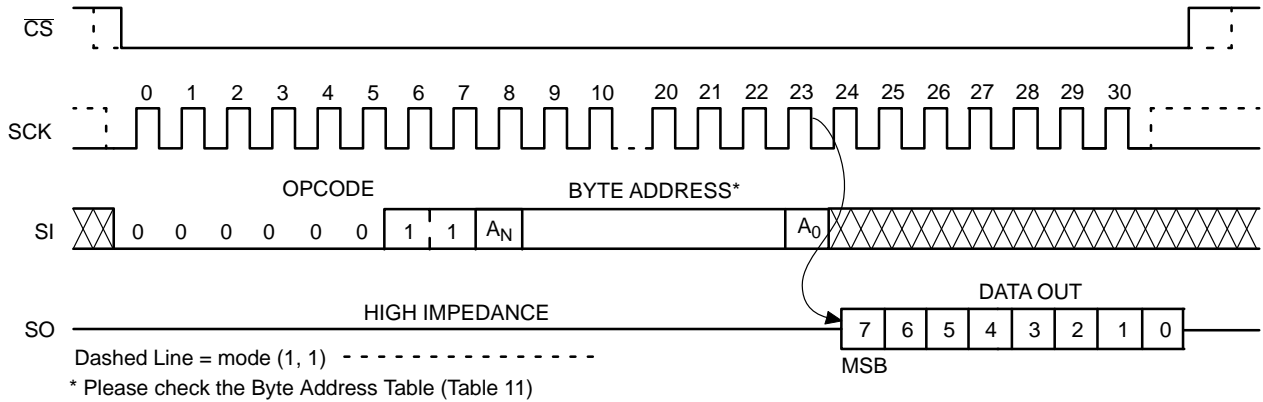 CS
0 1 2 3 4 5 6 7 8 9 10 20 21 22 23 24 25 26 27 28 29 30
SCK
OPCODE BYTE ADDRESS*
SI 0 0 0 0 0 0 1 1 AN A0
DATA OUT
HIGH IMPEDANCE
SO 7 6 5 4 3 2 1 0
Dashed Line = mode (1, 1)
MSB
* Please check the Byte Address Table (Table 11)